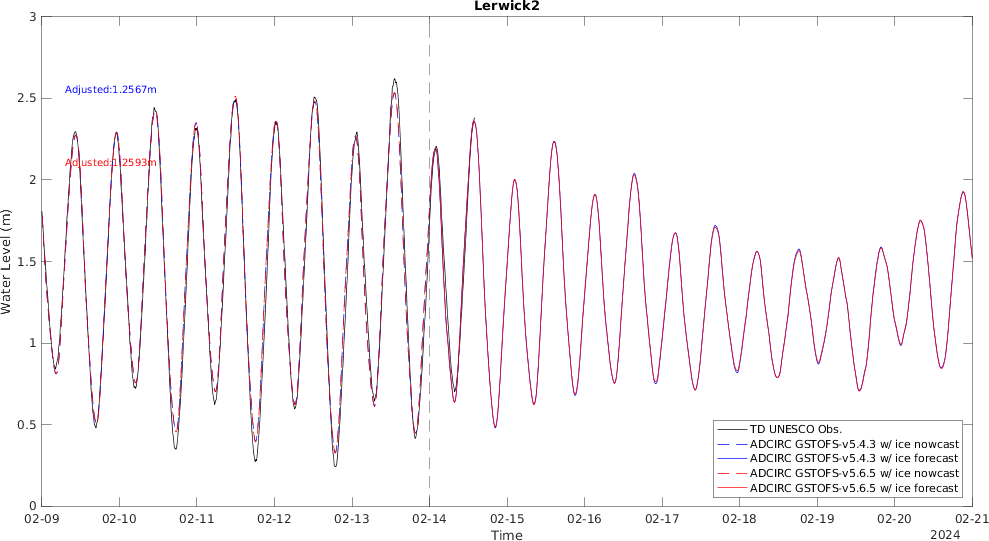 Lerwick2
3
2.5
2
1.5
1
0.5
0
Water Level (m)
Adjusted:1.2567m
Adjusted:1.2593m
TD UNESCO Obs.
ADCIRC GSTOFS-v5.4.3 w/ ice nowcast
ADCIRC GSTOFS-v5.4.3 w/ ice forecast
ADCIRC GSTOFS-v5.6.5 w/ ice nowcast
ADCIRC GSTOFS-v5.6.5 w/ ice forecast
02-09 02-10 02-11 02-12 02-13 02-14 02-15 02-16 02-17 02-18 02-19 02-20 02-21
Time
2024